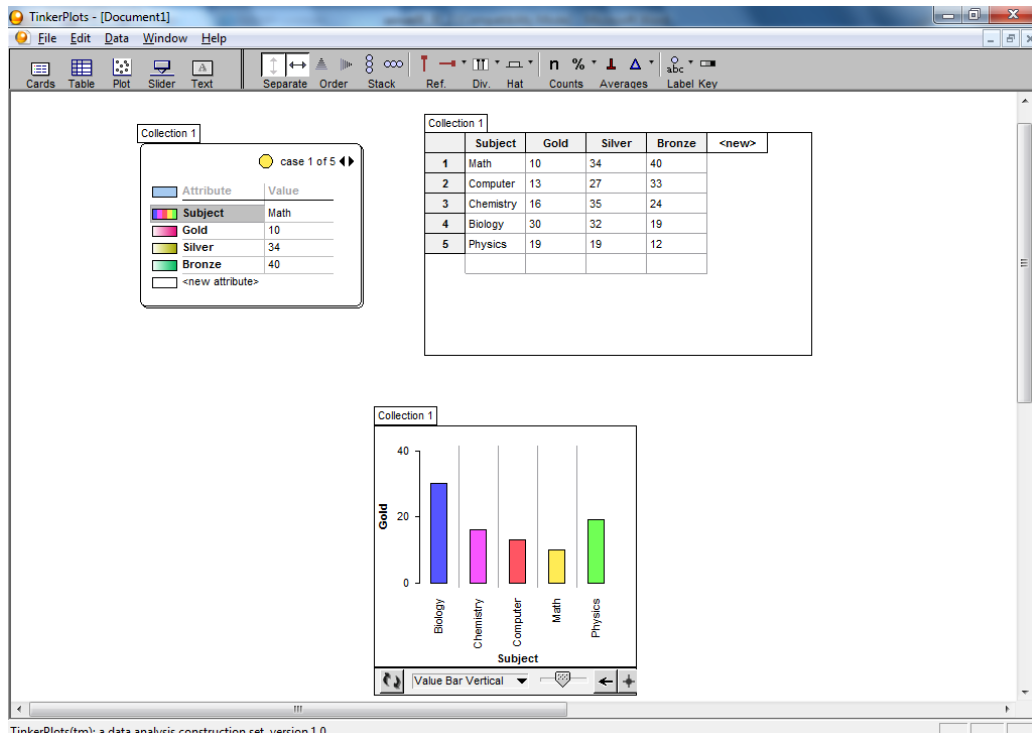 TinkerPlots - [Document1]
File Edit Data Window Help
Cards Table Plot Slider Text Separate Order Stack Ref. Div. Hat Counts Averages Label Key
n % abc
Collection 1
case 1 of 5
Attribute Value
Subject Math
Gold 10
Silver 34
Bronze 40
<new attribute>
Collection 1
Subject Gold Silver Bronze <new>
1 Math 10 34 40
2 Computer 13 27 33
3 Chemistry 16 35 24
4 Biology 30 32 19
5 Physics 19 19 12
Collection 1
40
20
0
Gold
Biology Chemistry Computer Math Physics
Subject
Value Bar Vertical
TinkerPlots(tm): a data analysis construction set, version 1.0